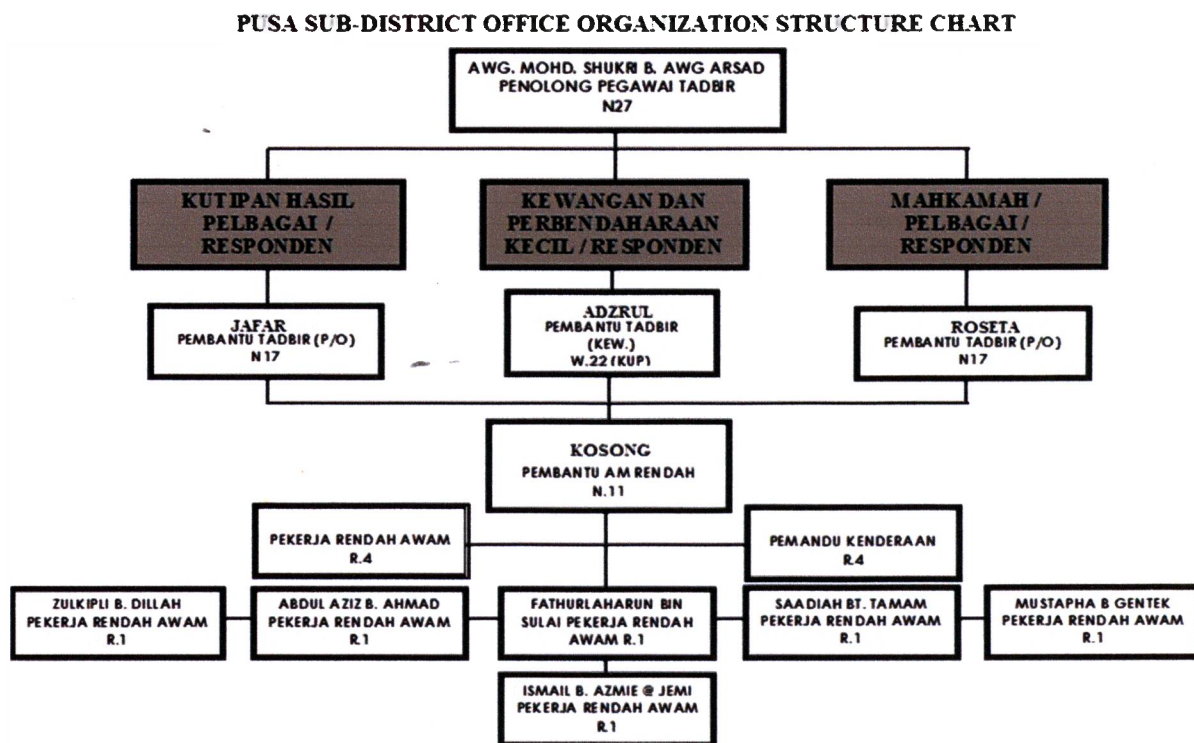 PUSA SUB-DISTRICT OFFICE ORGANIZATION STRUCTURE CHART
AWG. MOHD. SHUKRI B. AWG ARSAD
PENOLONG PEGAWAI TADBIR
N27
KUTIPAN HASIL
PELBAGAI /
RESPONDEN
KEWANGAN DAN
PERBENDAHARAAN
KECIL / RESPONDEN
MAHKAMAH /
PELBAGAI /
RESPONDEN
JAFAR
PEMBANTU TADBIR (P/O)
N17
ADZRUL
PEMBANTU TADBIR
(KEW.)
W.22 (KUP)
ROSETA
PEMBANTU TADBIR (P/O)
N17
KOSONG
PEMBANTU AM RENDAH
N.11
PEKERJA RENDAH AWAM
R.4
PEMANDU KENDERAAN
R.4
ZULKIPLI B. DILLAH
PEKERJA RENDAH AWAM
R.1
ABDUL AZIZ B. AHMAD
PEKERJA RENDAH AWAM
R.1
FATHURLAHARUN BIN
SULAI PEKERJA RENDAH
AWAM R.1
SAADIAH BT. TAMAM
PEKERJA RENDAH AWAM
R.1
MUSTAPHA B GENTEK
PEKERJA RENDAH AWAM
R.1
ISMAIL B. AZMIE @ JEMI
PEKERJA RENDAH AWAM
R.1